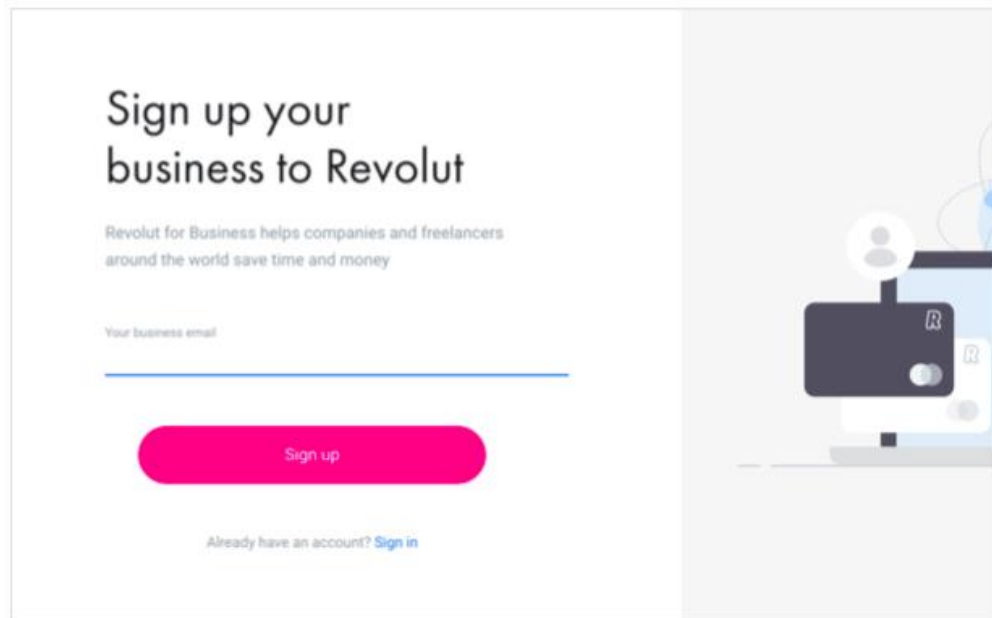 Sign up your
business to Revolut
Revolut for Business helps companies and freelancers
around the world save time and money
Your business email
Sign up
Already have an account? Sign in
R
R